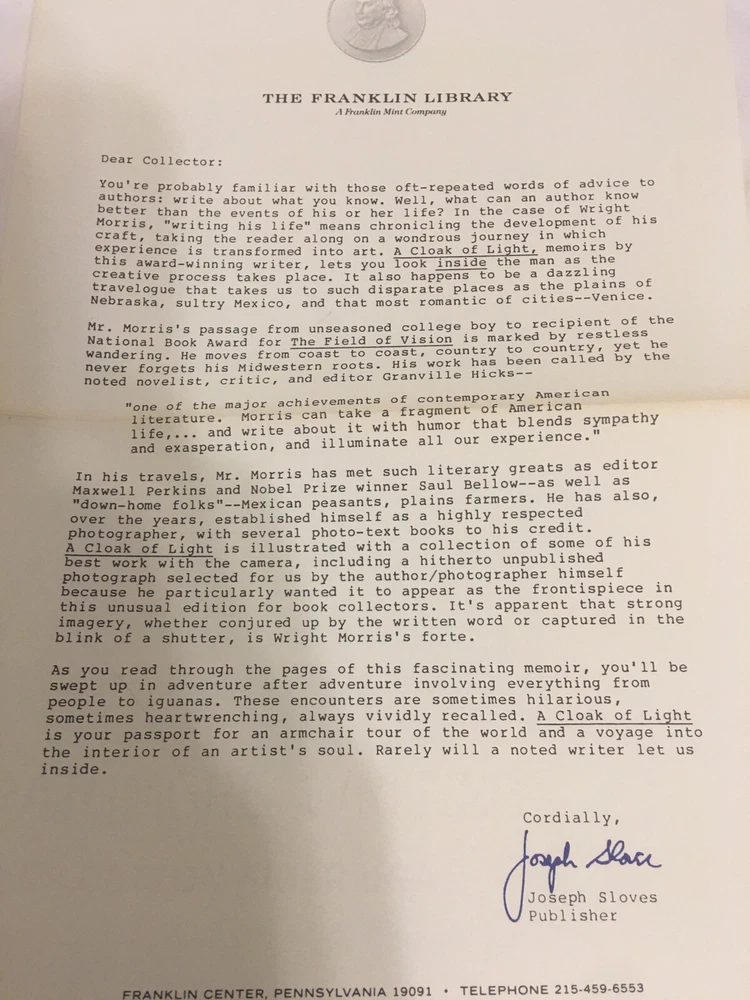 THE FRANKLIN LIBRARY
A Franklin Mint Company
Dear Collector:
You're probably familiar with those oft-repeated words of advice to
authors: write about what you know. Well, what can an author know
better than the events of his or her life? In the case of Wright
Morris, "writing his life" means chronicling the development of his
craft, taking the reader along on a wondrous journey in which
experience is transformed into art. A Cloak of Light, memoirs by
this award-winning writer, lets you look inside the man as the
creative process takes place. It also happens to be a dazzling
travelogue that takes us to such disparate places as the plains of
Nebraska, sultry Mexico, and that most romantic of cities--Venice.
Mr. Morris's passage from unseasoned college boy to recipient of the
National Book Award for The Field of Vision is marked by restless
wandering. He moves from coast to coast, country to country, yet he
never forgets his Midwestern roots. His work has been called by the
noted novelist, critic, and editor Granville Hicks--
"one of the major achievements of contemporary American
literature. Morris can take a fragment of American
life,... and write about it with humor that blends sympathy
and exasperation, and illuminate all our experience."
In his travels, Mr. Morris has met such literary greats as editor
Maxwell Perkins and Nobel Prize winner Saul Bellow--as well as
"down-home folks"--Mexican peasants, plains farmers. He has also,
over the years, established himself as a highly respected
photographer, with several photo-text books to his credit.
A Cloak of Light is illustrated with a collection of some of his
best work with the camera, including a hitherto unpublished
photograph selected for us by the author/photographer himself
because he particularly wanted it to appear as the frontispiece in
this unusual edition for book collectors. It's apparent that strong
imagery, whether conjured up by the written word or captured in the
blink of a shutter, is Wright Morris's forte.
As you read through the pages of this fascinating memoir, you'll be
swept up in adventure after adventure involving everything from
people to iguanas. These encounters are sometimes hilarious,
sometimes heartwrenching, always vividly recalled. A Cloak of Light
is your passport for an armchair tour of the world and a voyage into
the interior of an artist's soul. Rarely will a noted writer let us
inside.
Cordially,
Joseph Sloves
Joseph Sloves
Publisher
FRANKLIN CENTER, PENNSYLVANIA 19091 • TELEPHONE 215-459-6553